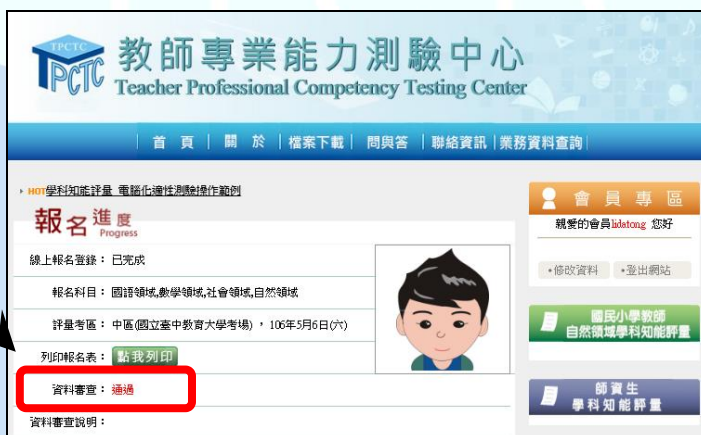 TPCTC
PCTC
教師專業能力測驗中心
Teacher Professional Competency Testing Center
首 頁 | 關 於 | 檔案下載 | 問與答 | 聯絡資訊 | 業務資料查詢 |
HOT學科知能評量 電腦化適性測驗操作範例
報名進度
Progress
線上報名登錄： 已完成
報名科目： 國語領域,數學領域,社會領域,自然領域
評量考區： 中區(國立臺中教育大學考場) ， 106年5月6日(六)
列印報名表： 點我列印
資料審查： 通過
資料審查說明：
會員專區
親愛的會員lidatong 您好
•修改資料 •登出網站
國民小學教師
自然領域學科知能評量
師資生
學科知能評量